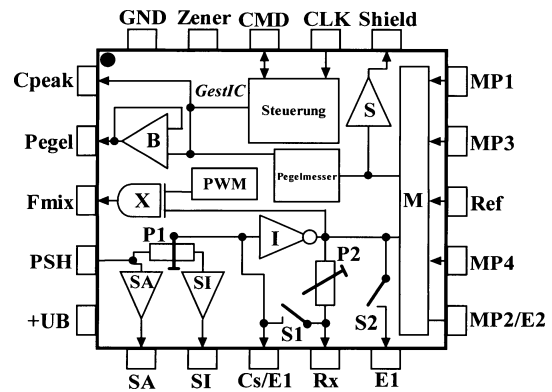 GND Zener CMD CLK Shield
Cpeak
GestIC
Steuerung
S
MP1
Pegel
B
Pegelmesser
MP3
Fmix
X
PWM
M
Ref
PSH
P1
I
P2
MP4
SA
SI
S1
S2
+UB
MP2/E2
SA SI Cs/E1 Rx E1